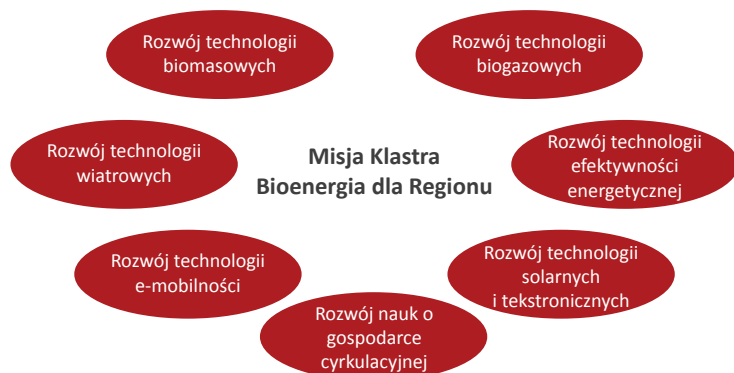 Rozwój technologii
biomasowych
Rozwój technologii
biogazowych
Rozwój technologii
wiatrowych
Misja Klastra
Bioenergia dla Regionu
Rozwój technologii
efektywności
energetycznej
Rozwój technologii
e-mobilności
Rozwój technologii
solarnych
i tekstronicznych
Rozwój nauk o
gospodarce
cyrkulacyjnej